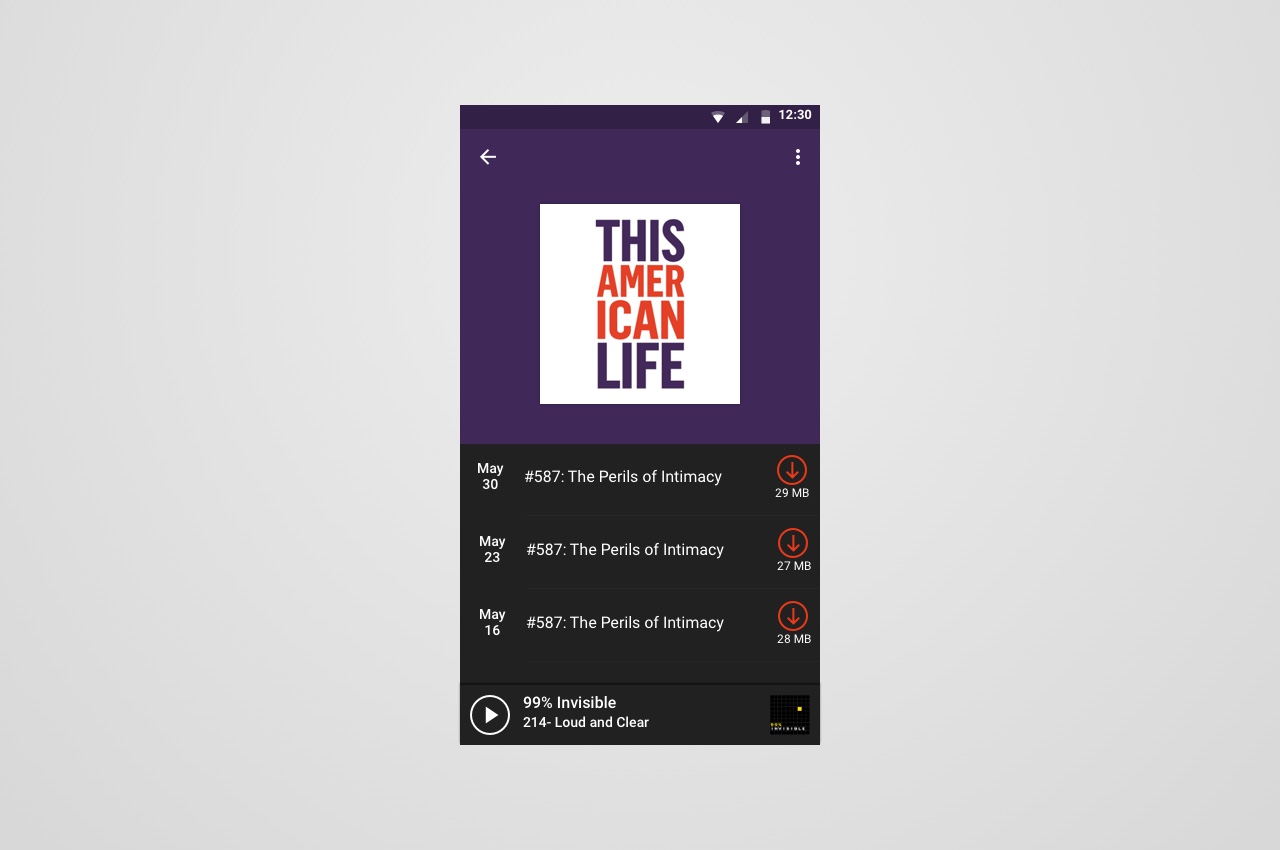 12:30
THIS
AMER
ICAN
LIFE
May
30
#587: The Perils of Intimacy
29 MB
May
23
#587: The Perils of Intimacy
27 MB
May
16
#587: The Perils of Intimacy
28 MB
99% Invisible
214- Loud and Clear
99%
INVISIBLE